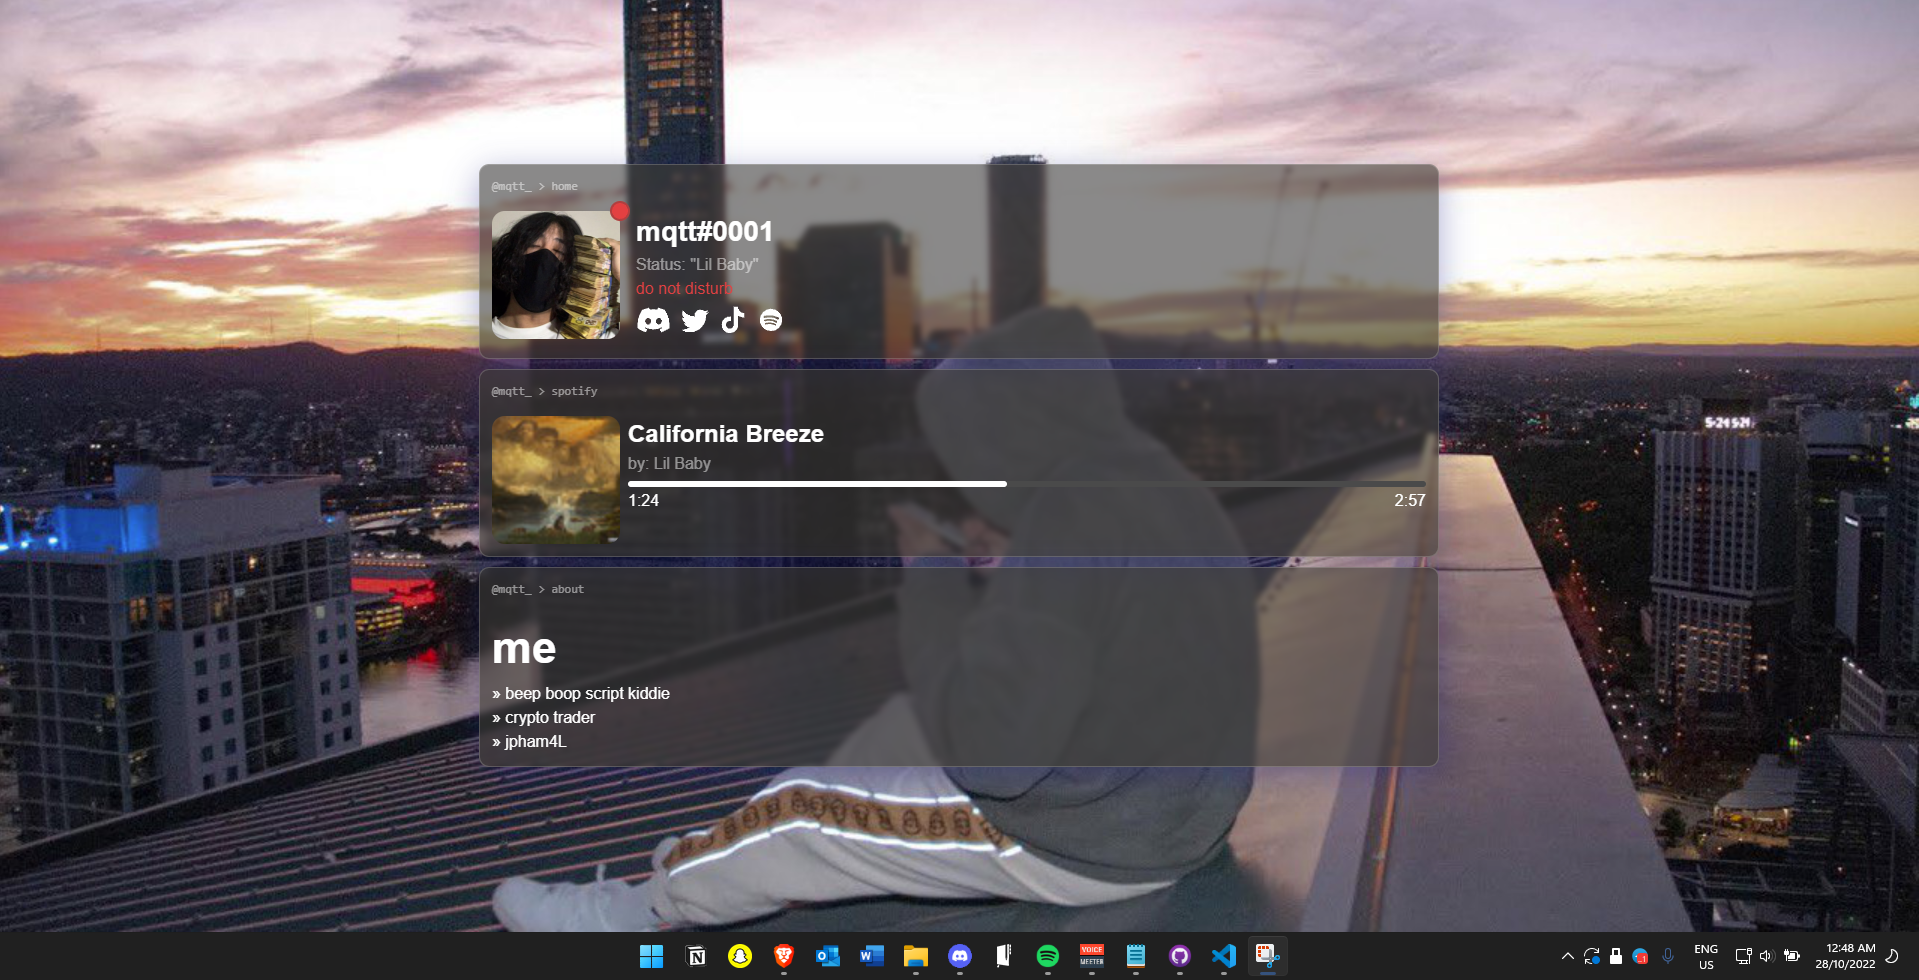 @mqtt_ > home
mqtt#0001
Status: "Lil Baby"
do not disturb
@mqtt_ > spotify
California Breeze
by: Lil Baby
1:24
2:57
@mqtt_ > about
me
» beep boop script kiddie
» crypto trader
» jpham4L
VOICE
MEETER
ENG
US
12:48 AM
28/10/2022